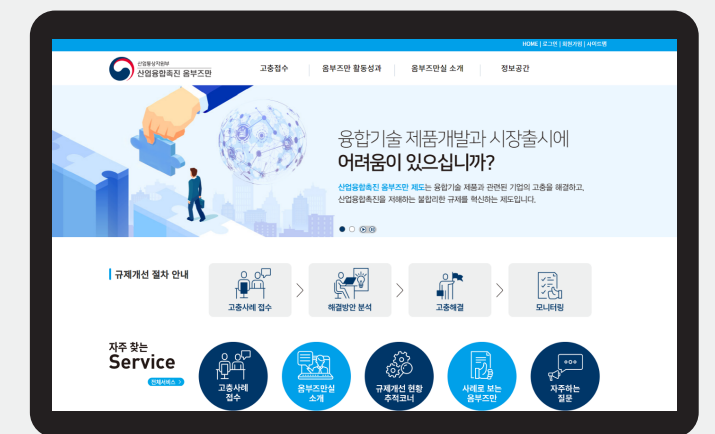 HOME | 로그인 | 회원가입 | 사이트맵
산업통상자원부
산업융합촉진 옴부즈만
고충접수
옴부즈만 활동성과
옴부즈만실 소개
정보공간
융합기술 제품개발과 시장출시에
어려움이 있으십니까?
산업융합촉진 옴부즈만 제도는 융합기술 제품과 관련된 기업의 고충을 해결하고,
산업융합촉진을 저해하는 불합리한 규제를 혁신하는 제도입니다.
규제개선 절차 안내
고충사례 접수
해결방안 분석
고충해결
모니터링
자주 찾는
Service
전체서비스 >
고충사례
접수
옴부즈만실
소개
규제개선 현황
추적코너
사례로 보는
옴부즈만
자주하는
질문